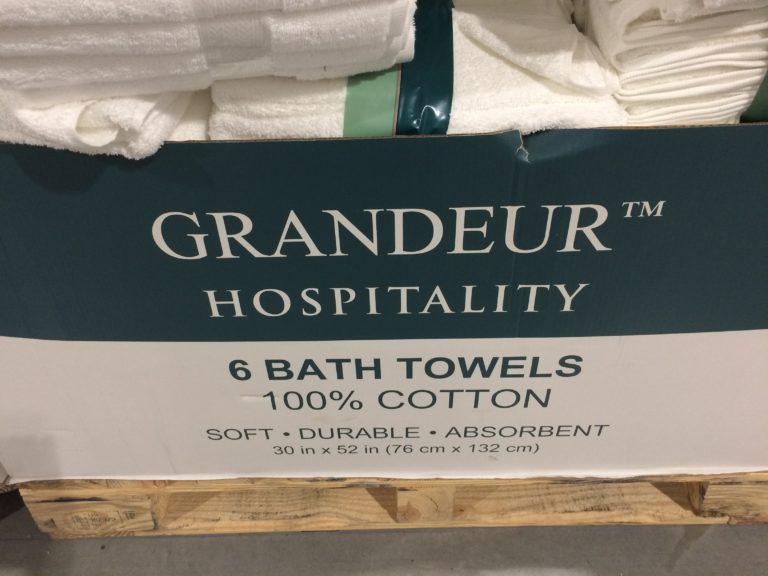 GRANDEUR™
HOSPITALITY
6 BATH TOWELS
100% COTTON
SOFT • DURABLE • ABSORBENT
30 in x 52 in (76 cm x 132 cm)